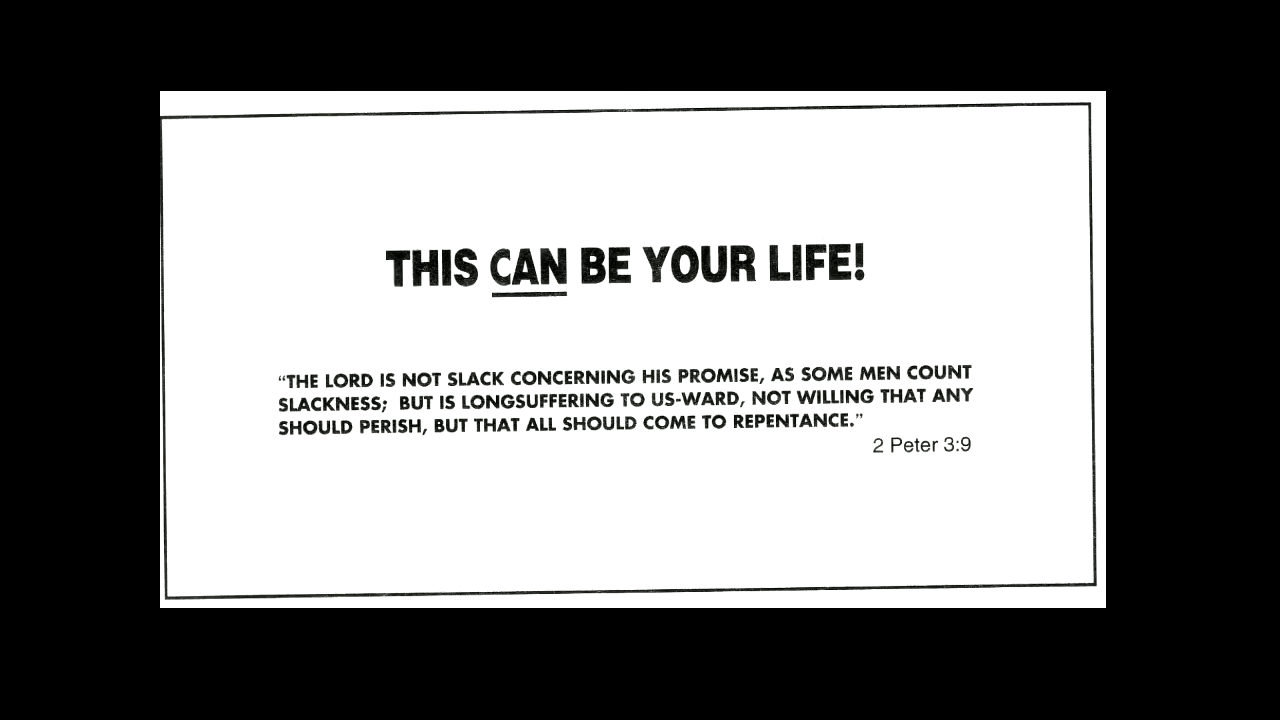 THIS CAN BE YOUR LIFE!
“THE LORD IS NOT SLACK CONCERNING HIS PROMISE, AS SOME MEN COUNT
SLACKNESS;  BUT IS LONGSUFFERING TO US-WARD, NOT WILLING THAT ANY
SHOULD PERISH, BUT THAT ALL SHOULD COME TO REPENTANCE.”
2 Peter 3:9